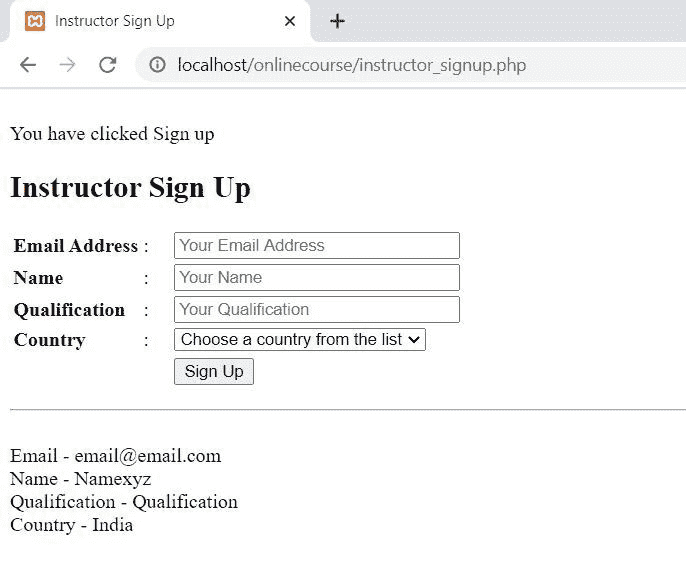 Instructor Sign Up
localhost/onlinecourse/instructor_signup.php
You have clicked Sign up
Instructor Sign Up
Email Address : Your Email Address
Name : Your Name
Qualification : Your Qualification
Country : Choose a country from the list
Sign Up
Email - email@email.com
Name - Namexyz
Qualification - Qualification
Country - India